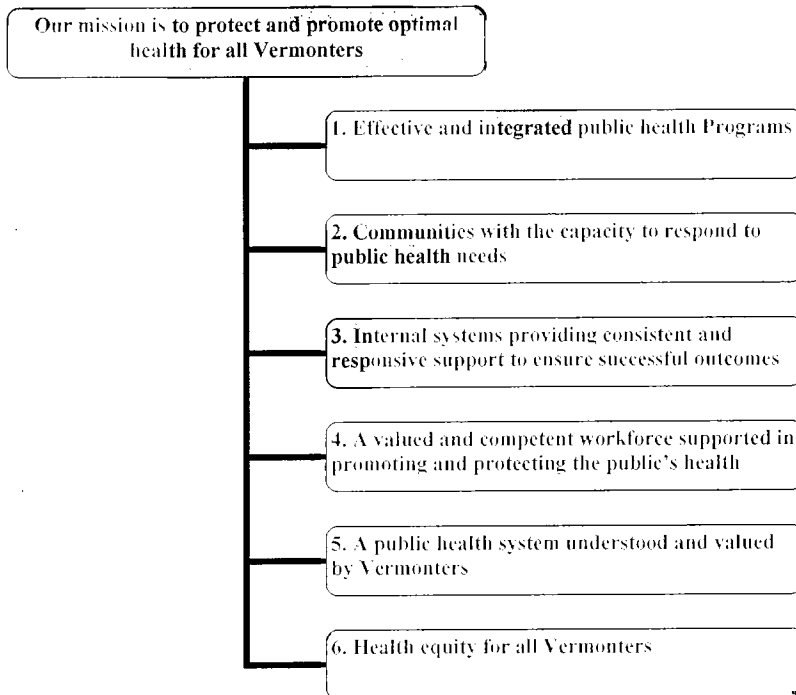 Our mission is to protect and promote optimal
health for all Vermonters
1. Effective and integrated public health Programs
2. Communities with the capacity to respond to
public health needs
3. Internal systems providing consistent and
responsive support to ensure successful outcomes
4. A valued and competent workforce supported in
promoting and protecting the public's health
5. A public health system understood and valued
by Vermonters
6. Health equity for all Vermonters